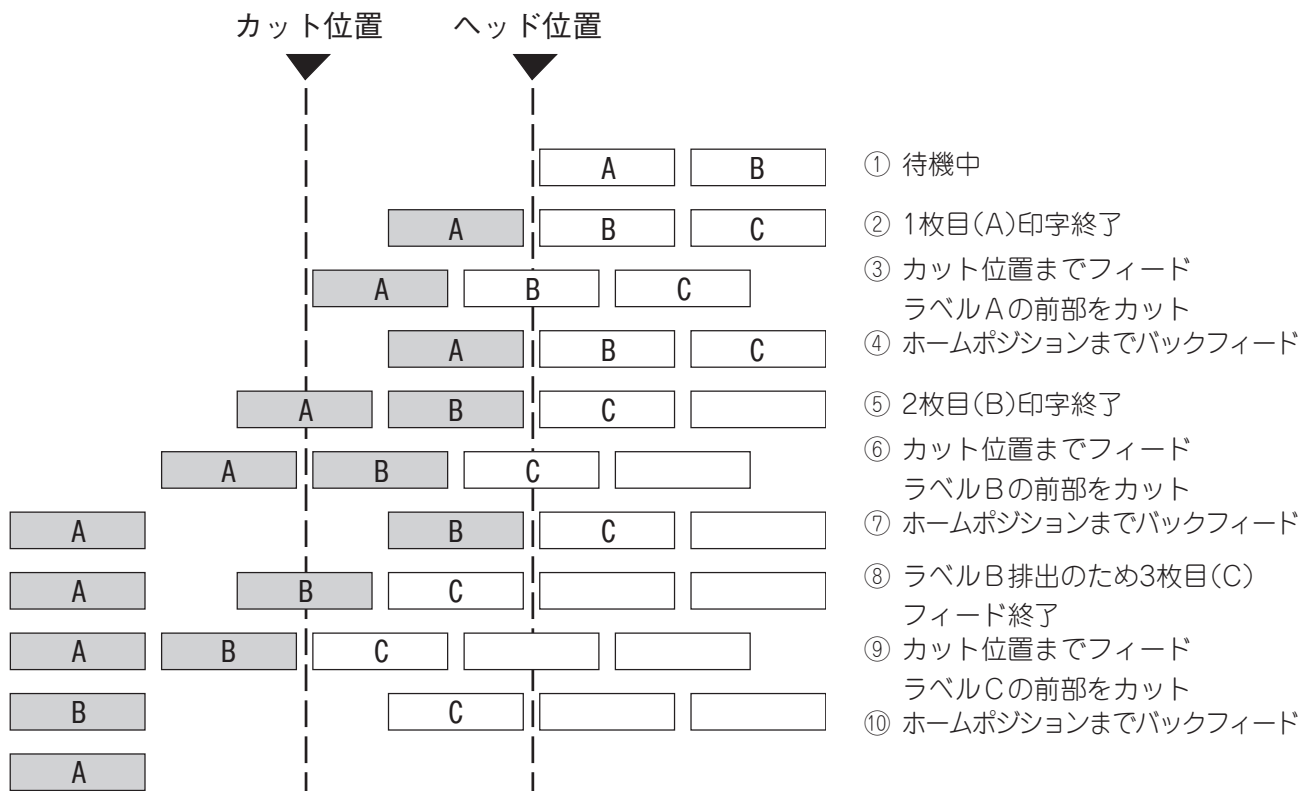 カット位置 ヘッド位置
A B ① 待機中
A B C ② 1枚目(A)印字終了
A B C ③ カット位置までフィード
ラベルAの前部をカット
A B C ④ ホームポジションまでバックフィード
A B C ⑤ 2枚目(B)印字終了
A B C ⑥ カット位置までフィード
ラベルBの前部をカット
A B C ⑦ ホームポジションまでバックフィード
A B C ⑧ ラベルB排出のため3枚目(C)
フィード終了
A B C ⑨ カット位置までフィード
ラベルCの前部をカット
B C ⑩ ホームポジションまでバックフィード
A